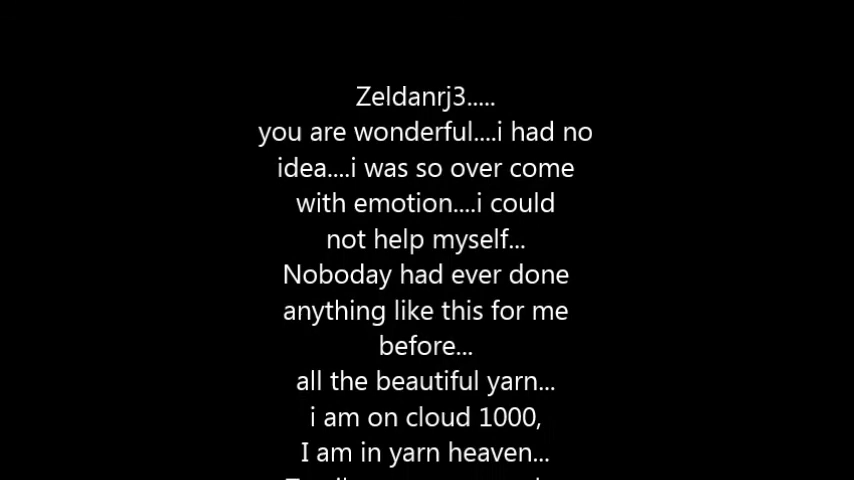 Zeldanrj3.....
you are wonderful....i had no
idea....i was so over come
with emotion....i could
not help myself...
Noboday had ever done
anything like this for me
before...
all the beautiful yarn...
i am on cloud 1000,
I am in yarn heaven...